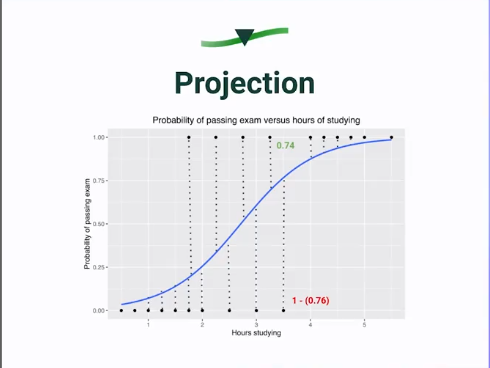 Projection
Probability of passing exam versus hours of studying
Probability of passing exam
1.00
0.75
0.50
0.25
0.00
0.74
1 - (0.76)
1
2
3
4
5
Hours studying